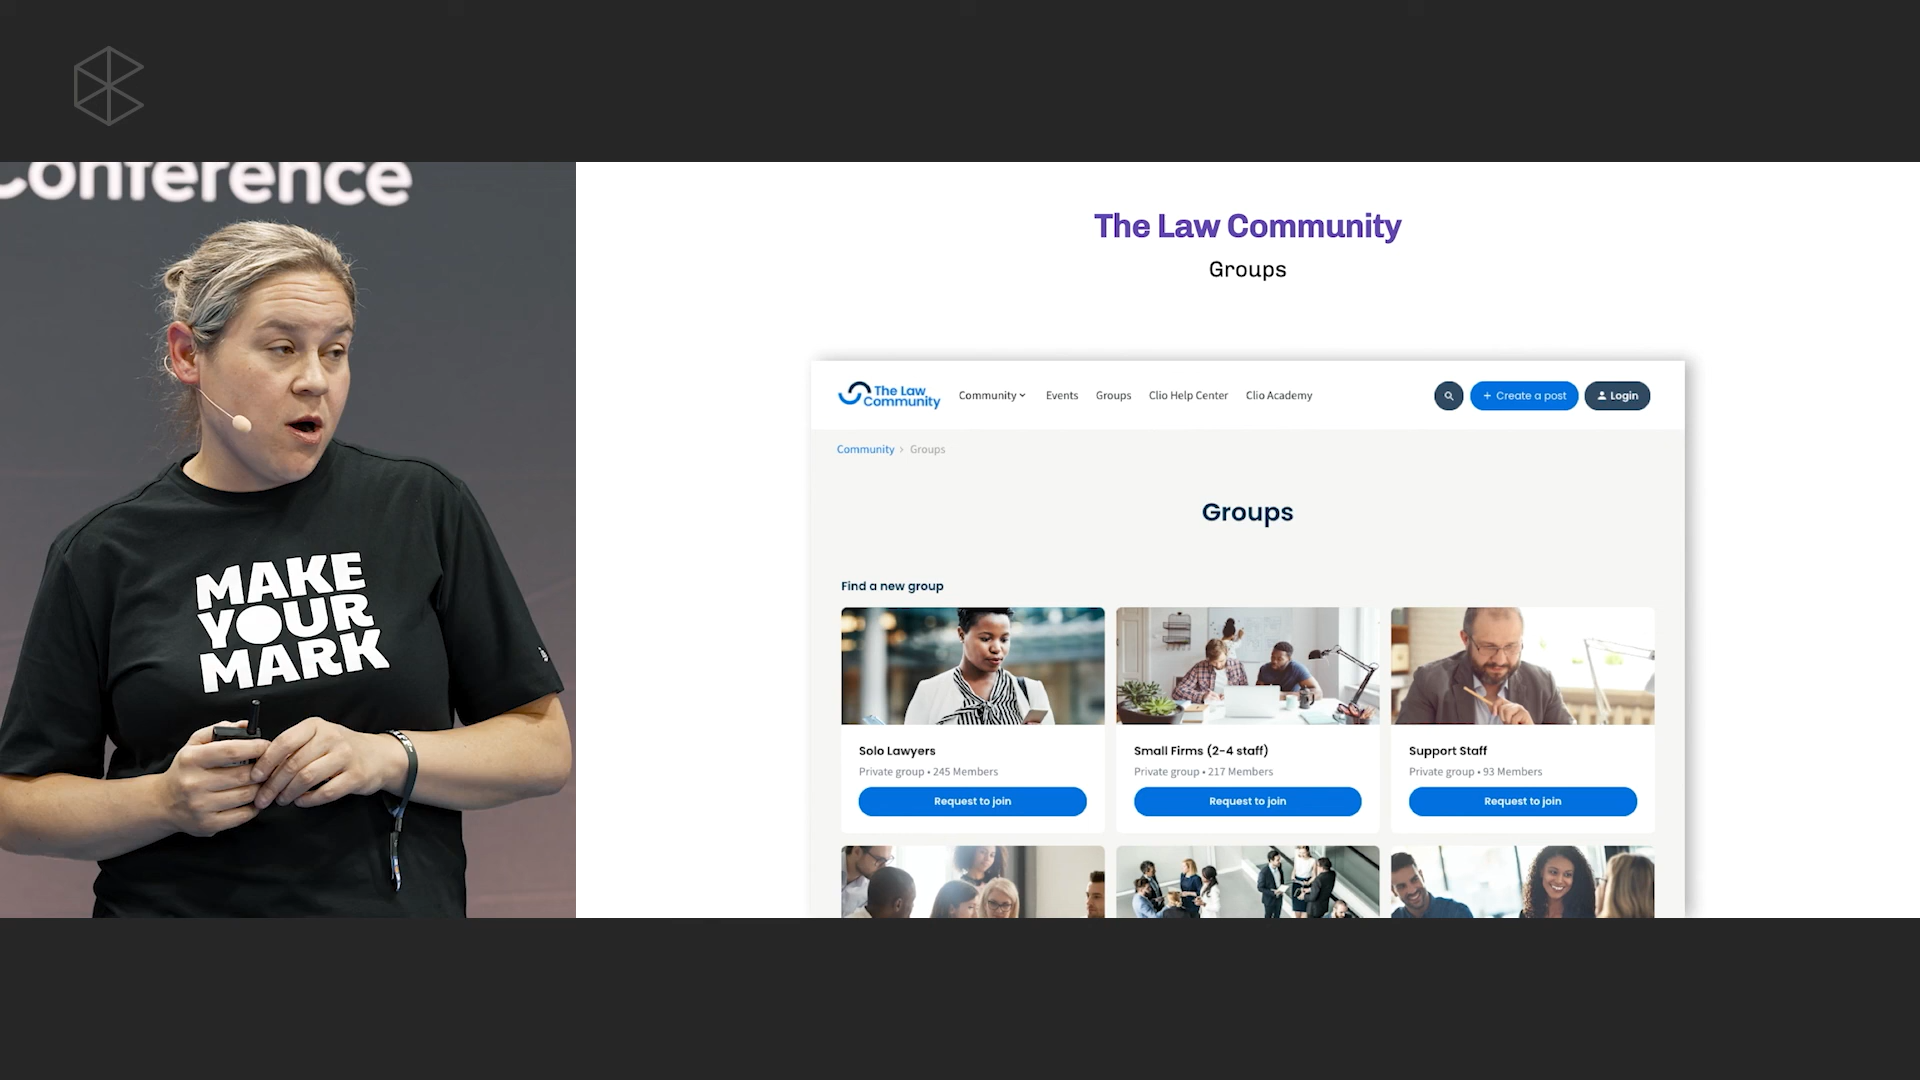 Conference
MAKE
YOUR
MARK
The Law Community
Groups
The Law
Community
Community
Events
Groups
Clio Help Center
Clio Academy
+ Create a post
Login
Community > Groups
Groups
Find a new group
Solo Lawyers
Private group • 245 Members
Request to join
Small Firms (2-4 staff)
Private group • 217 Members
Request to join
Support Staff
Private group • 93 Members
Request to join